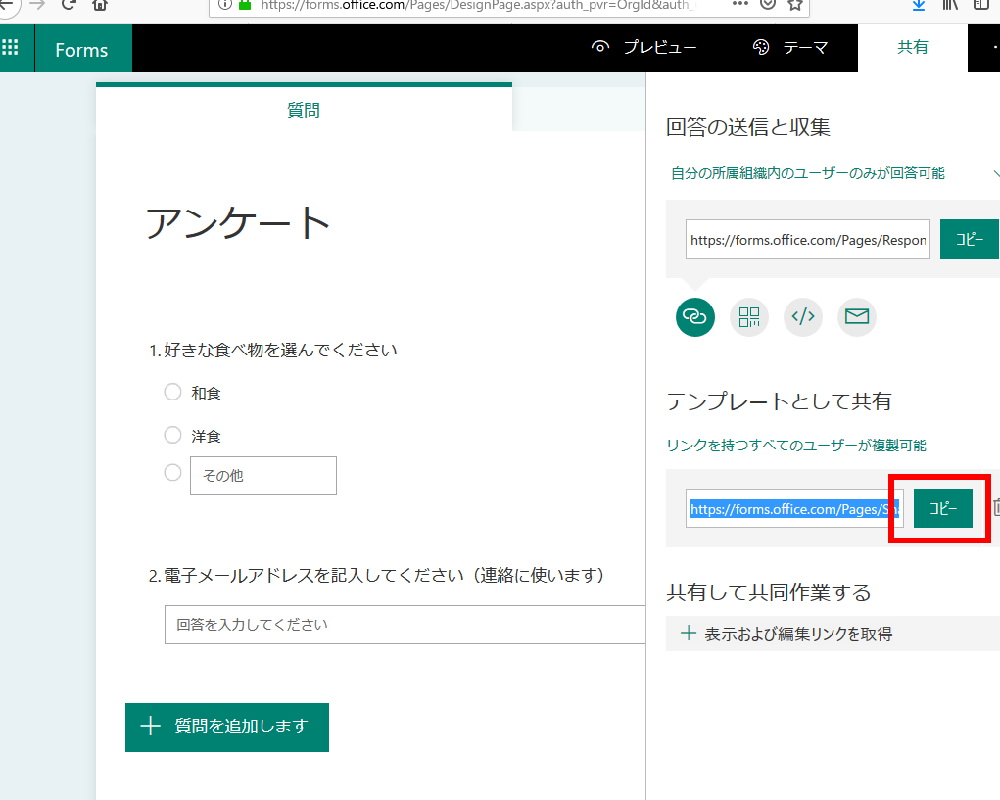 https://forms.office.com/Pages/DesignPage.aspx?auth_pvr=OrgId&auth_
Forms
プレビュー
テーマ
共有
質問
アンケート
1. 好きな食べ物を選んでください
和食
洋食
その他
2. 電子メールアドレスを記入してください（連絡に使います）
回答を入力してください
質問を追加します
回答の送信と収集
自分の所属組織内のユーザーのみが回答可能
https://forms.office.com/Pages/Respon
コピー
テンプレートとして共有
リンクを持つすべてのユーザーが複製可能
https://forms.office.com/Pages/Sha
コピー
共有して共同作業する
表示および編集リンクを取得